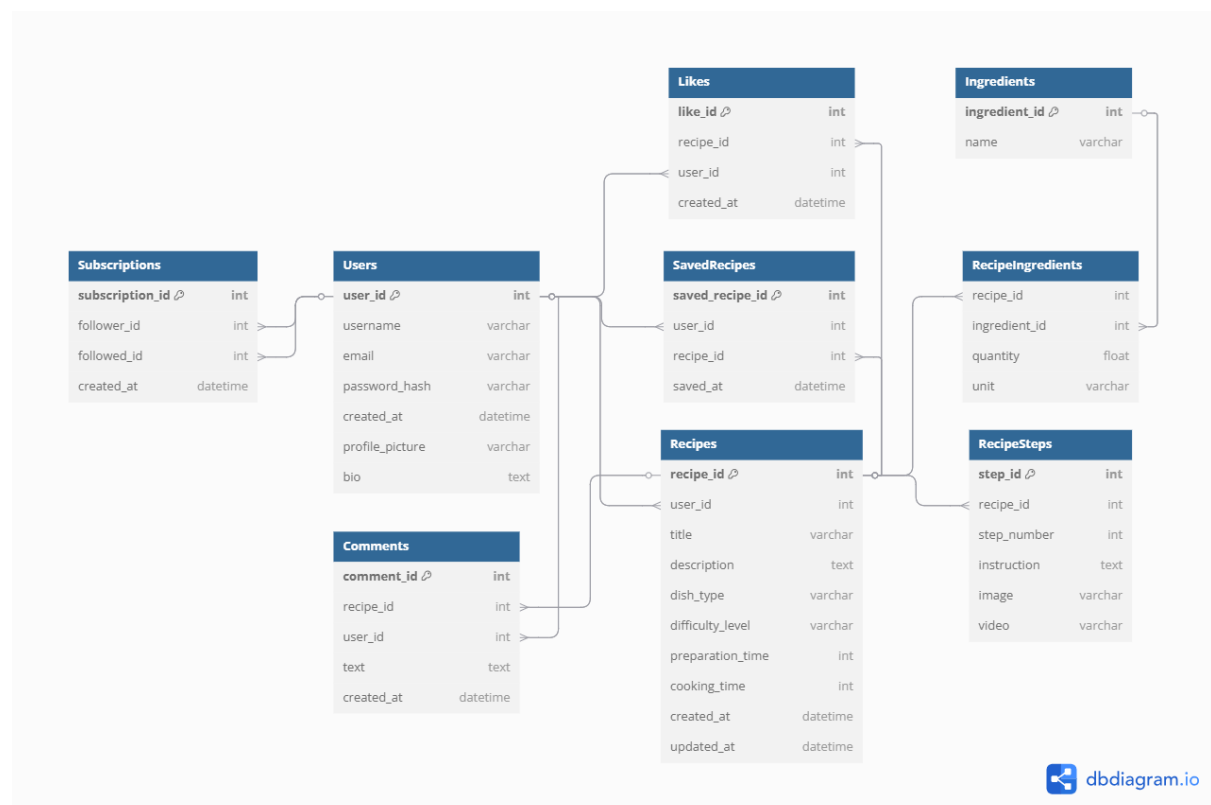 Likes
like_id int
recipe_id int
user_id int
created_at datetime
Ingredients
ingredient_id int
name varchar
Subscriptions
subscription_id int
follower_id int
followed_id int
created_at datetime
Users
user_id int
username varchar
email varchar
password_hash varchar
created_at datetime
profile_picture varchar
bio text
SavedRecipes
saved_recipe_id int
user_id int
recipe_id int
saved_at datetime
RecipeIngredients
recipe_id int
ingredient_id int
quantity float
unit varchar
Comments
comment_id int
recipe_id int
user_id int
text text
created_at datetime
Recipes
recipe_id int
user_id int
title varchar
description text
dish_type varchar
difficulty_level varchar
preparation_time int
cooking_time int
created_at datetime
updated_at datetime
RecipeSteps
step_id int
recipe_id int
step_number int
instruction text
image varchar
video varchar
dbdiagram.io